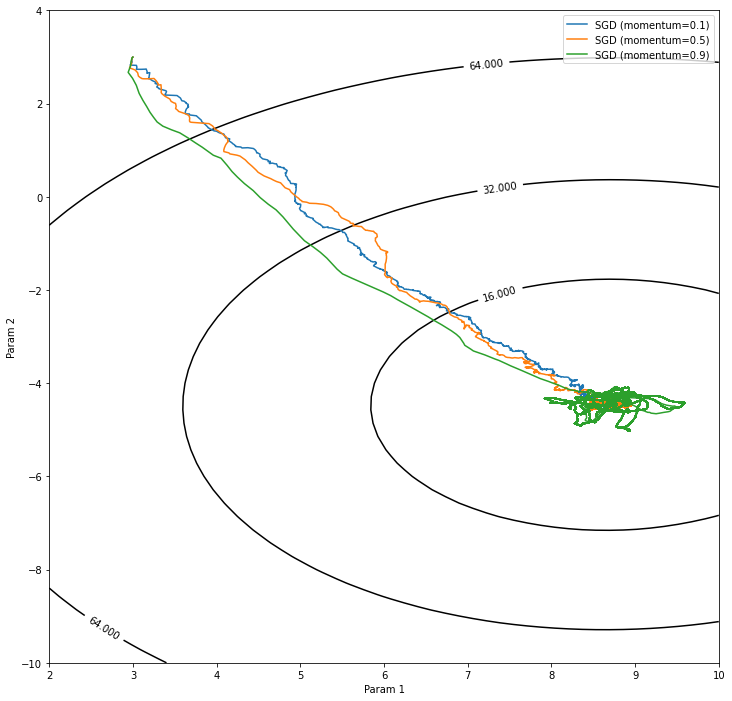 SGD (momentum=0.1)
SGD (momentum=0.5)
SGD (momentum=0.9)
64.000
32.000
16.000
64.000
4
2
0
−2
−4
−6
−8
−10
Param 2
2 3 4 5 6 7 8 9 10
Param 1